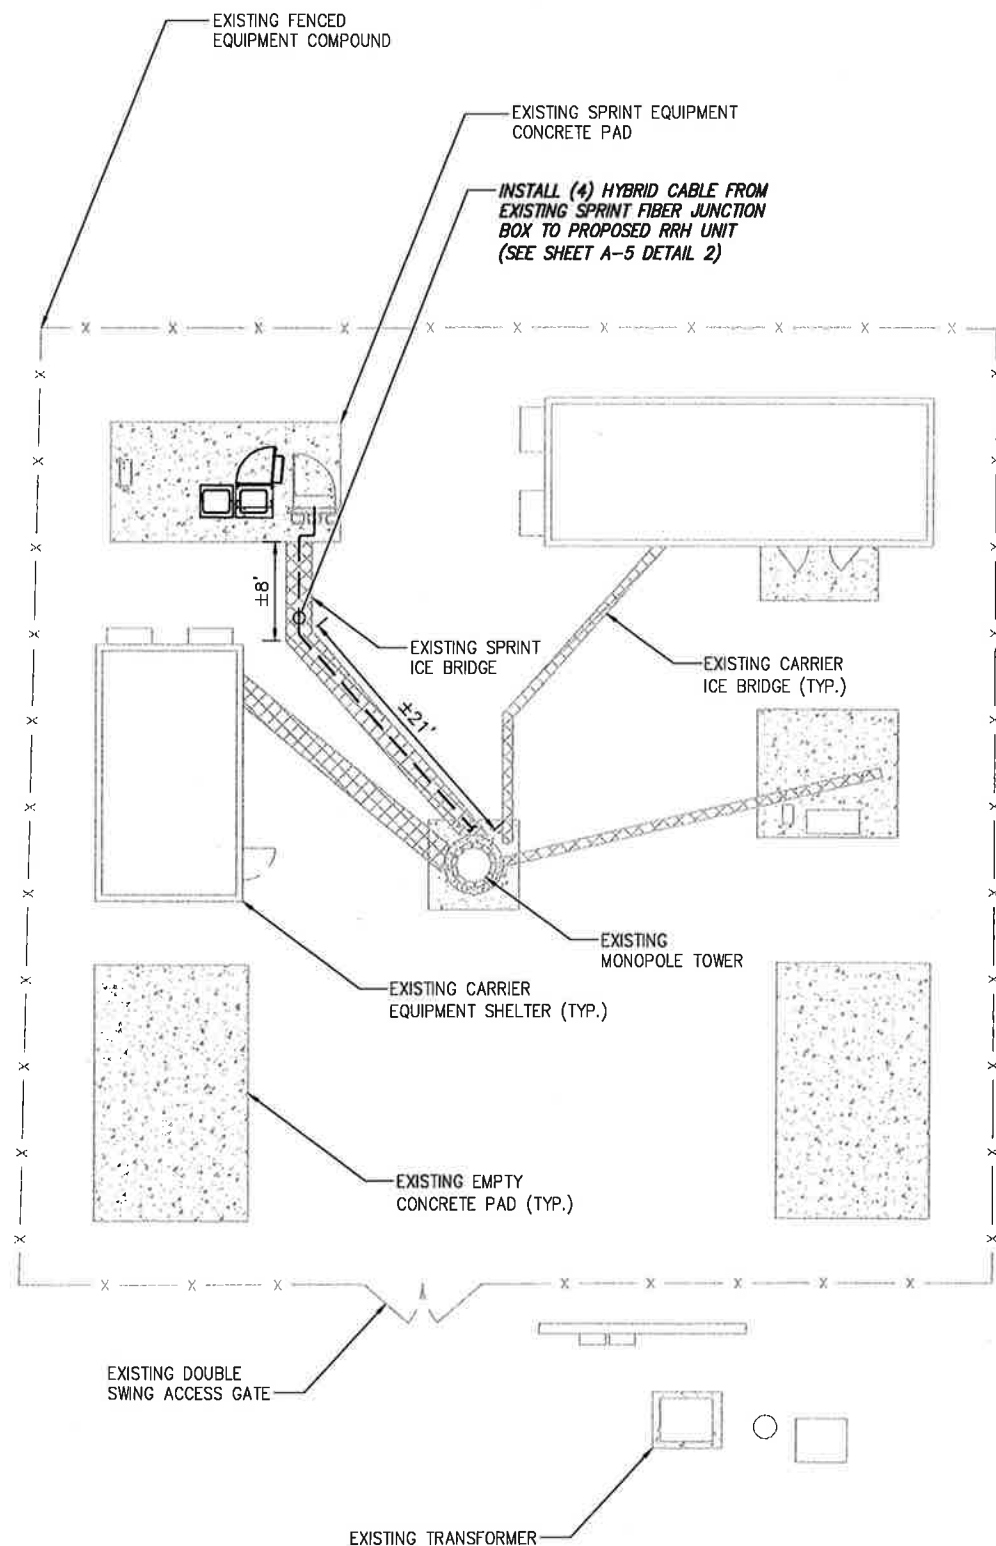 EXISTING FENCED
EQUIPMENT COMPOUND
EXISTING SPRINT EQUIPMENT
CONCRETE PAD
INSTALL (4) HYBRID CABLE FROM
EXISTING SPRINT FIBER JUNCTION
BOX TO PROPOSED RRH UNIT
(SEE SHEET A-5 DETAIL 2)
±8'
EXISTING SPRINT
ICE BRIDGE
EXISTING CARRIER
ICE BRIDGE (TYP.)
±21'
EXISTING
MONOPOLE TOWER
EXISTING CARRIER
EQUIPMENT SHELTER (TYP.)
EXISTING EMPTY
CONCRETE PAD (TYP.)
EXISTING DOUBLE
SWING ACCESS GATE
EXISTING TRANSFORMER